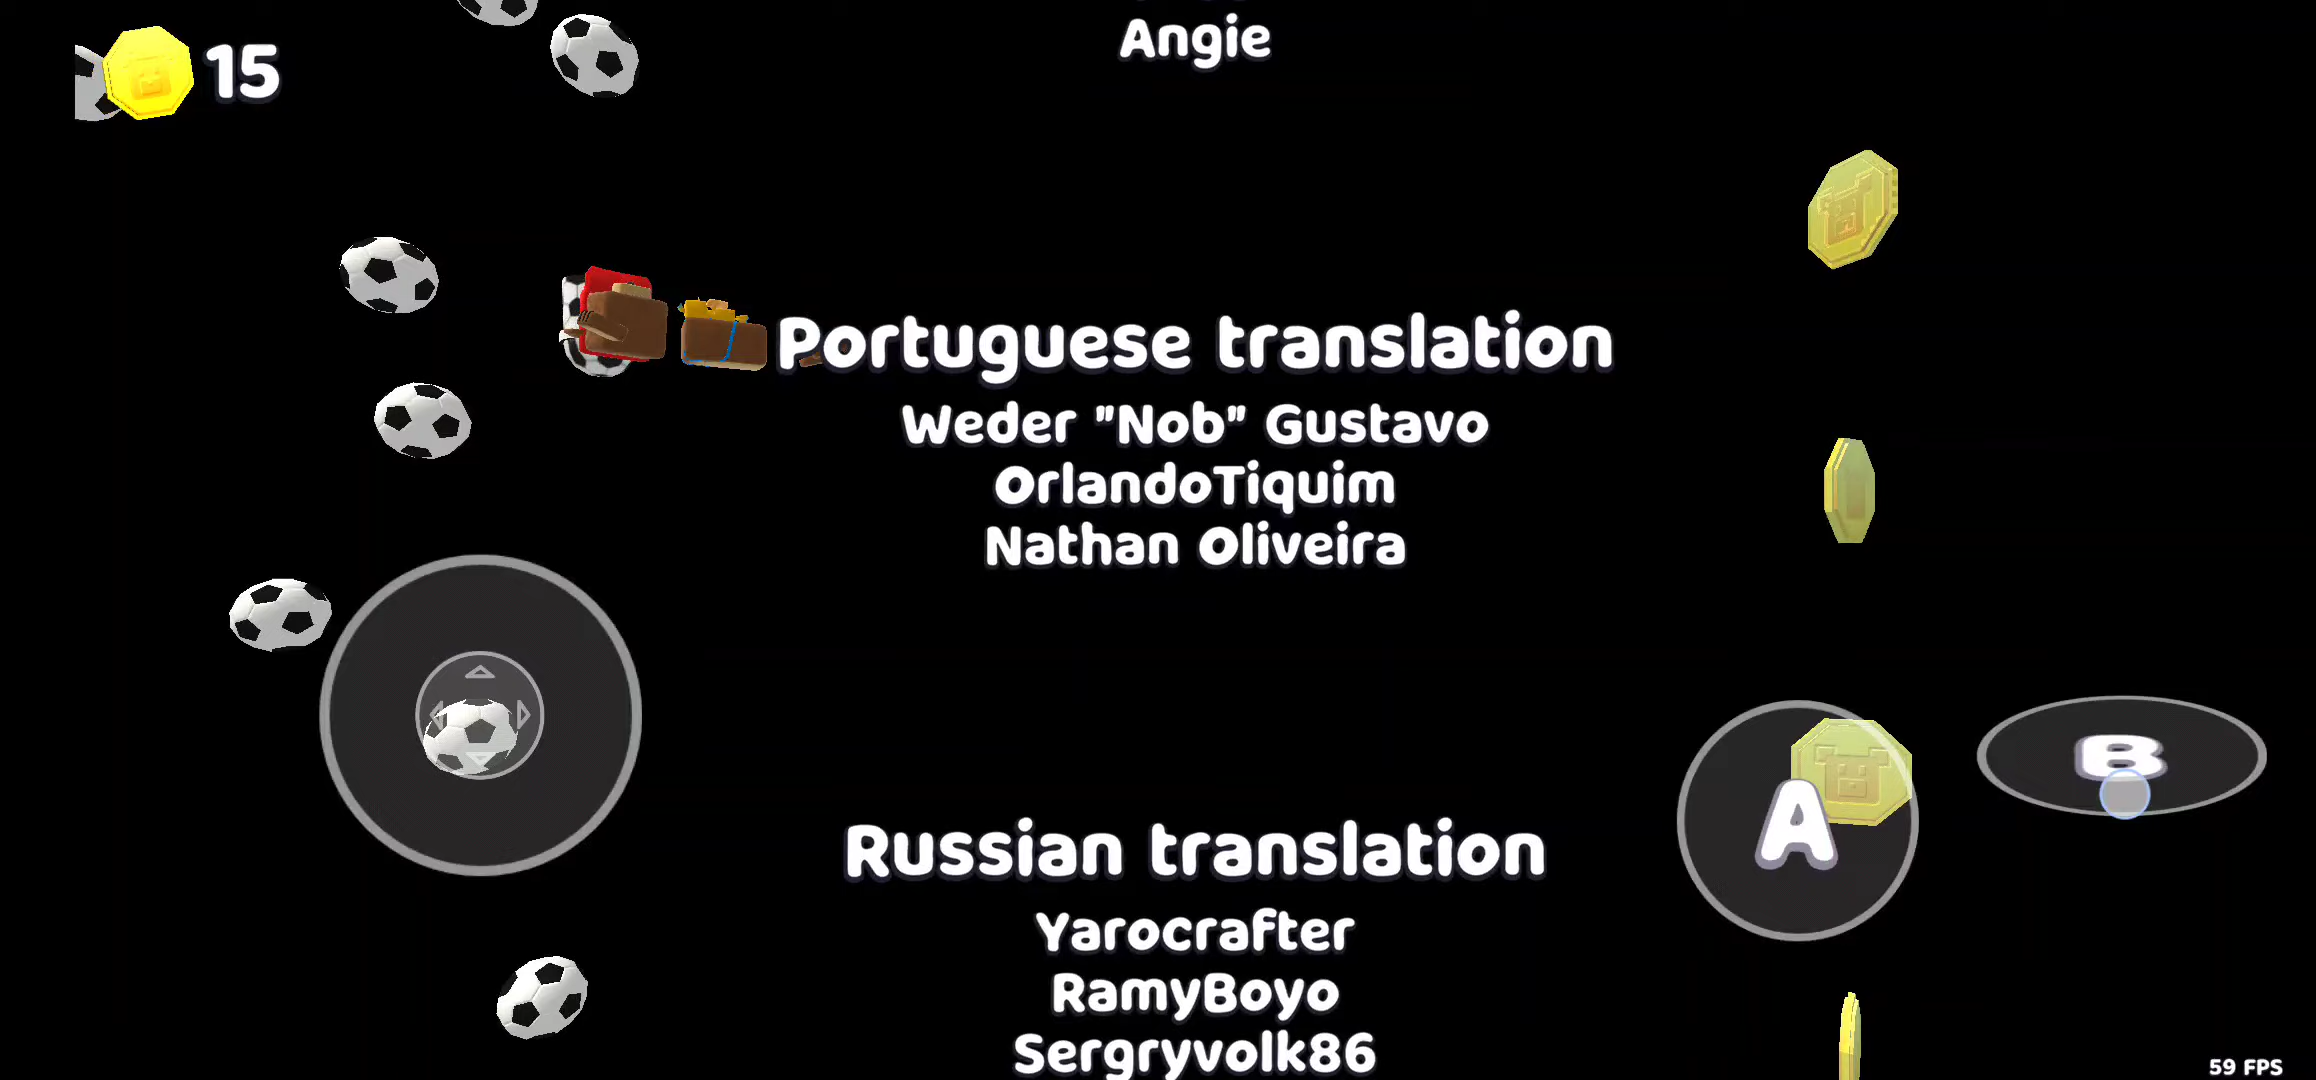 Angie
15
Portuguese translation
Weder "Nob" Gustavo
OrlandoTiquim
Nathan Oliveira
B
A
Russian translation
Yarocrafter
RamyBoyo
Sergryvolk86
59 FPS